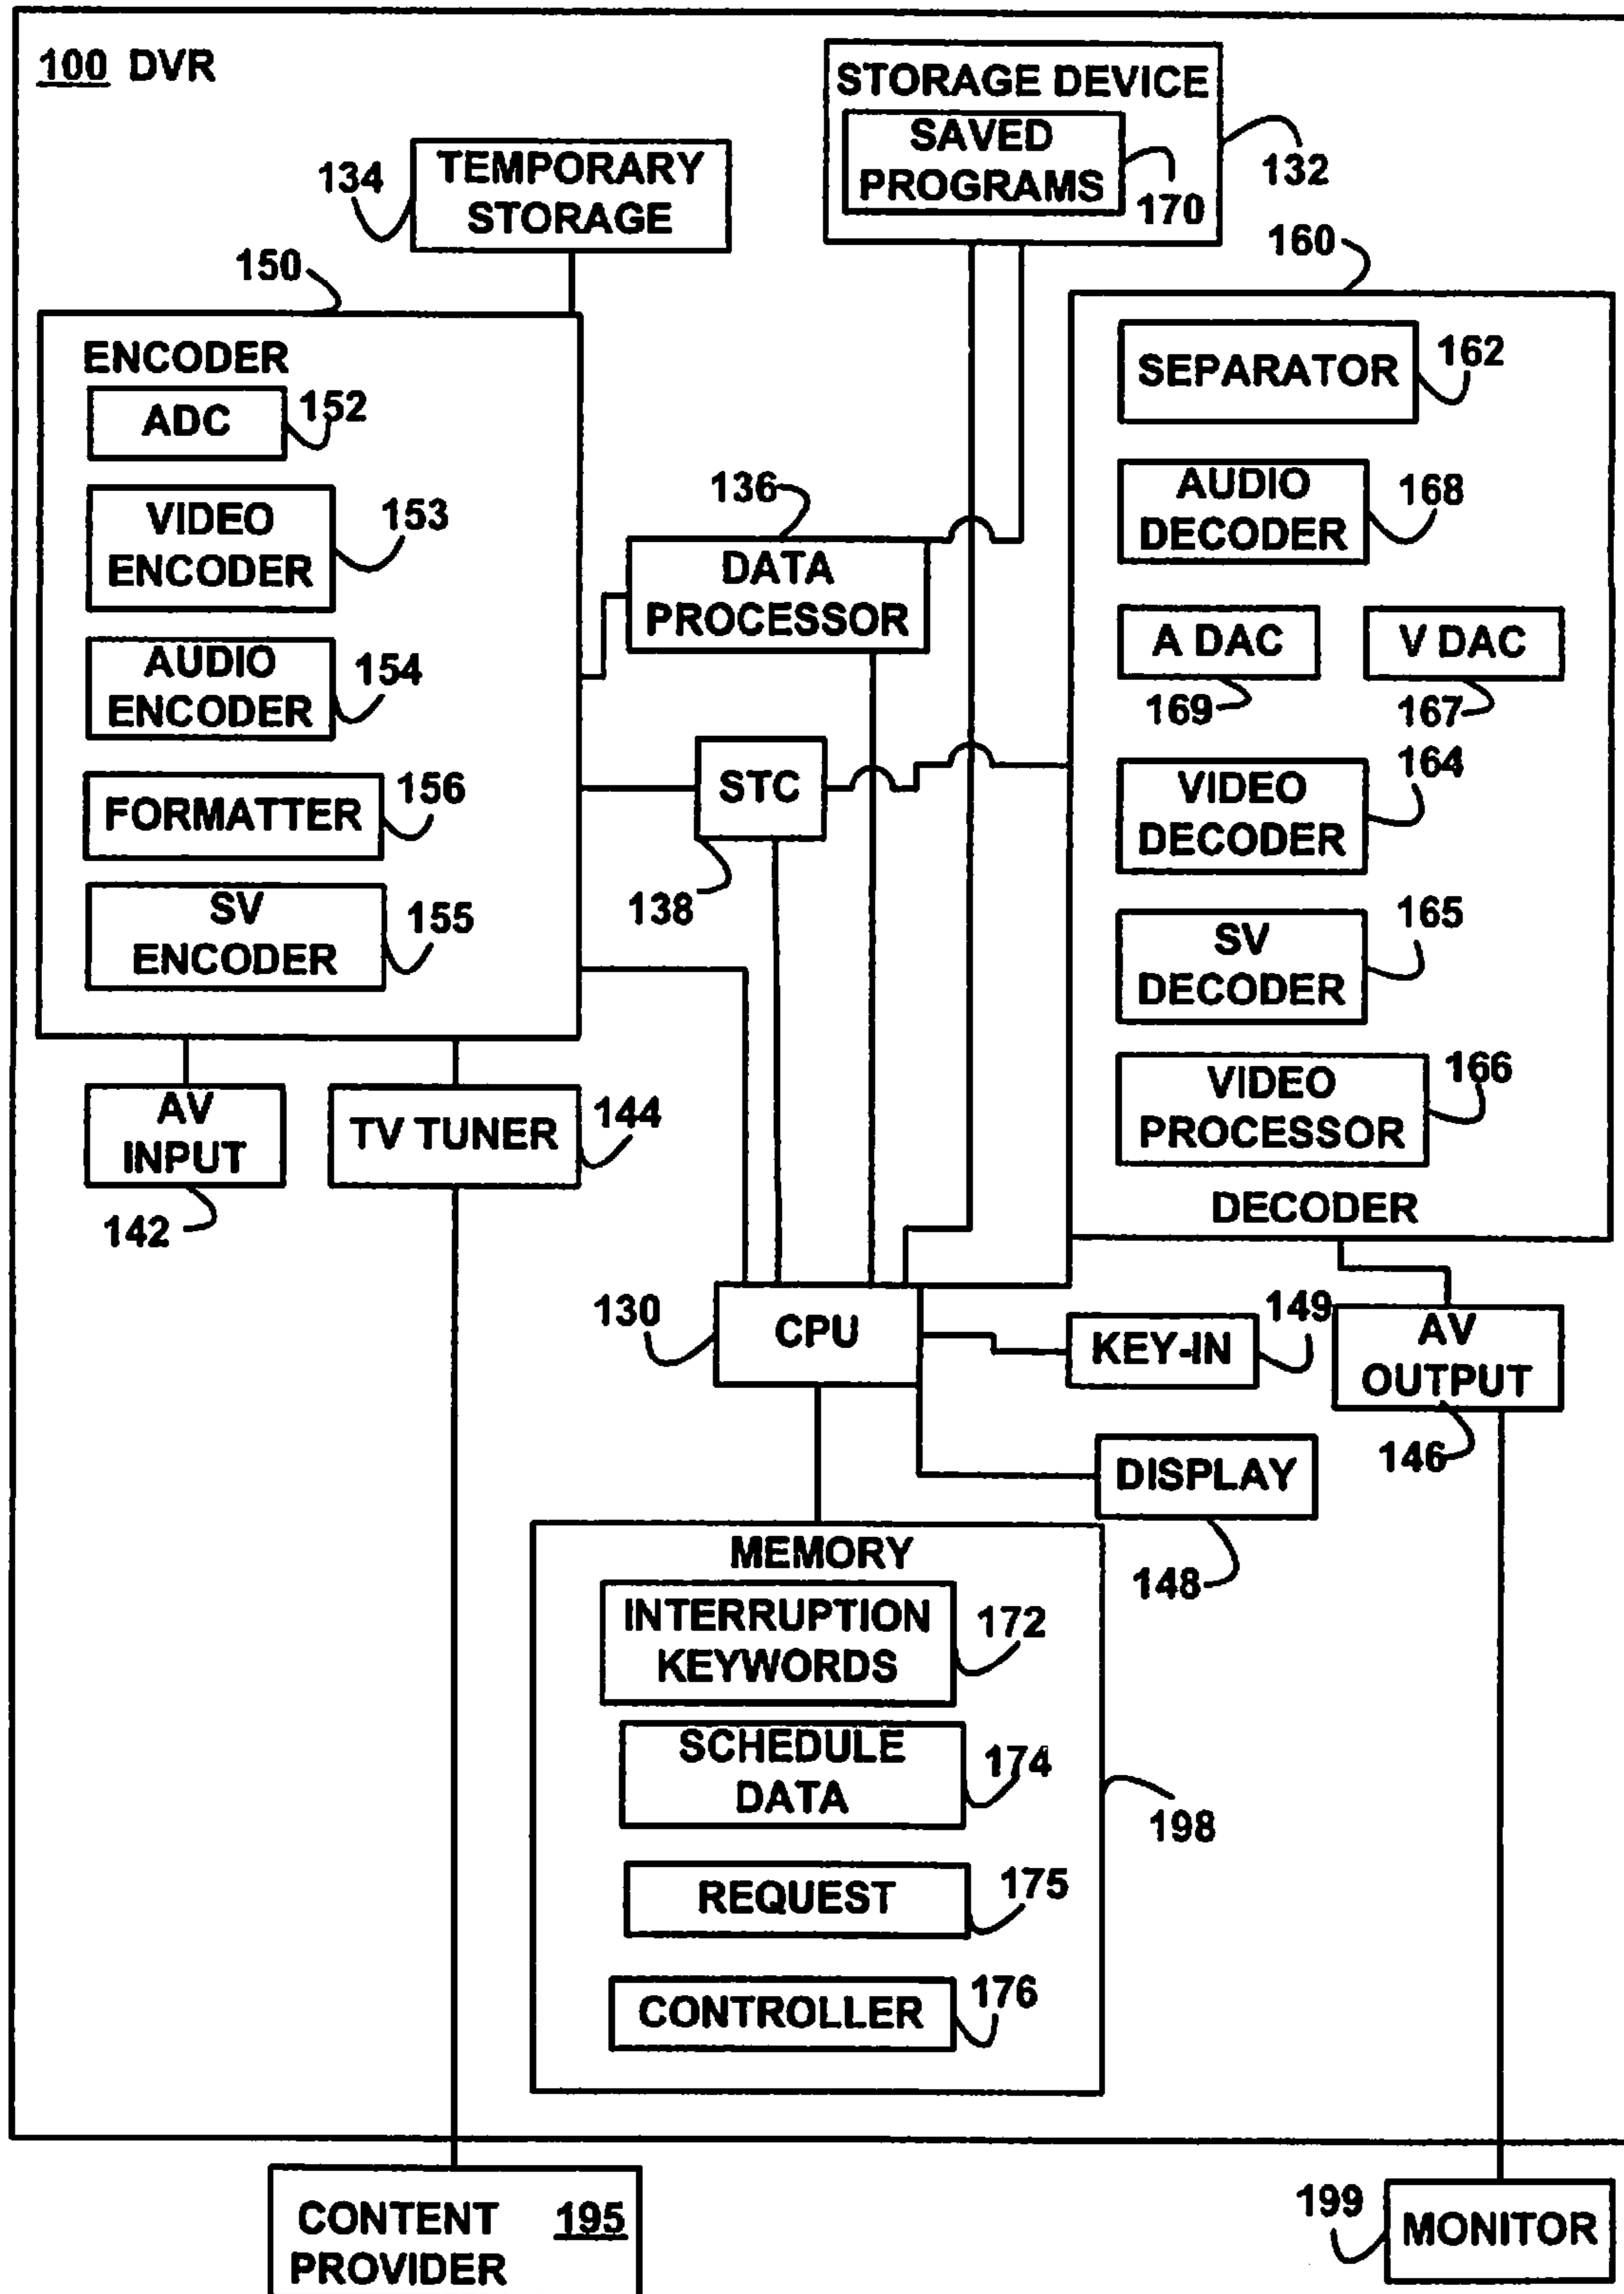 100 DVR
STORAGE DEVICE
SAVED
PROGRAMS
170
132
TEMPORARY
STORAGE
134
150
ENCODER
ADC
152
VIDEO
ENCODER
153
AUDIO
ENCODER
154
FORMATTER
156
SV
ENCODER
155
136
DATA
PROCESSOR
STC
138
160
SEPARATOR
162
AUDIO
DECODER
168
A DAC
169
V DAC
167
VIDEO
DECODER
164
SV
DECODER
165
VIDEO
PROCESSOR
166
DECODER
AV
INPUT
142
TV TUNER
144
130
CPU
KEY-IN
149
AV
OUTPUT
146
DISPLAY
148
MEMORY
INTERRUPTION
KEYWORDS
172
SCHEDULE
DATA
174
198
REQUEST
175
CONTROLLER
176
CONTENT
PROVIDER
195
199
MONITOR